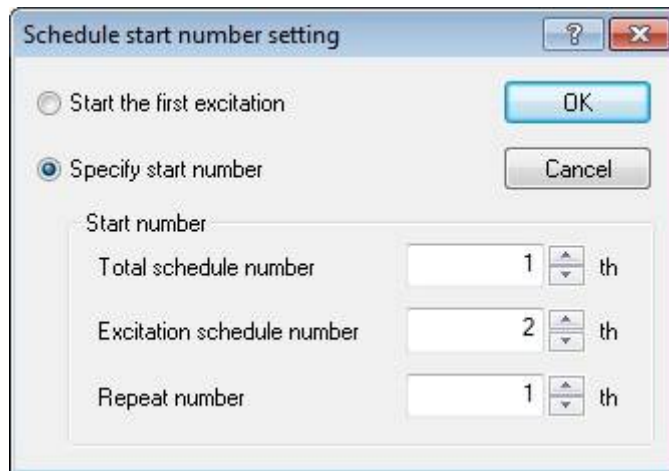 Schedule start number setting ?
Start the first excitation OK
Specify start number Cancel
Start number
Total schedule number 1 th
Excitation schedule number 2 th
Repeat number 1 th